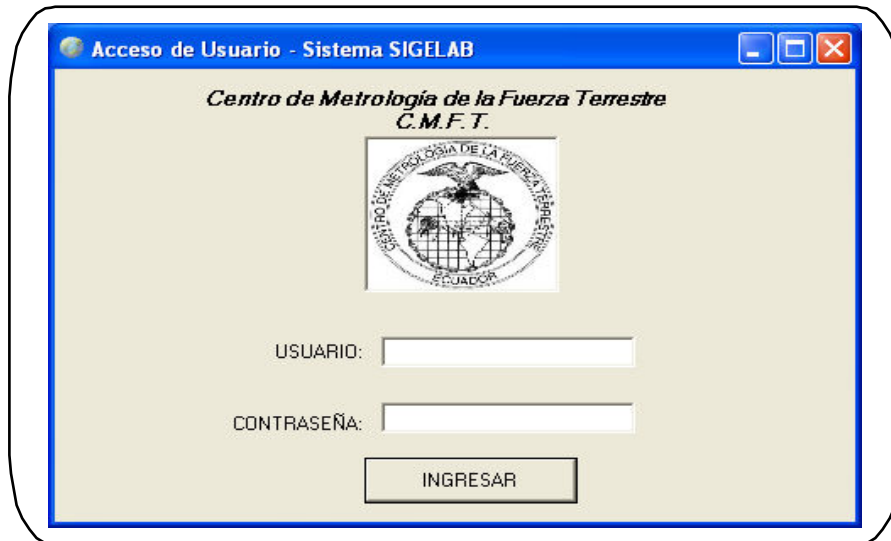 Acceso de Usuario - Sistema SIGELAB
Centro de Metrología de la Fuerza Terrestre
C.M.F.T.
CENTRO DE METROLOGIA DE LA FUERZA TERRESTRE
ECUADOR
USUARIO:
CONTRASEÑA:
INGRESAR